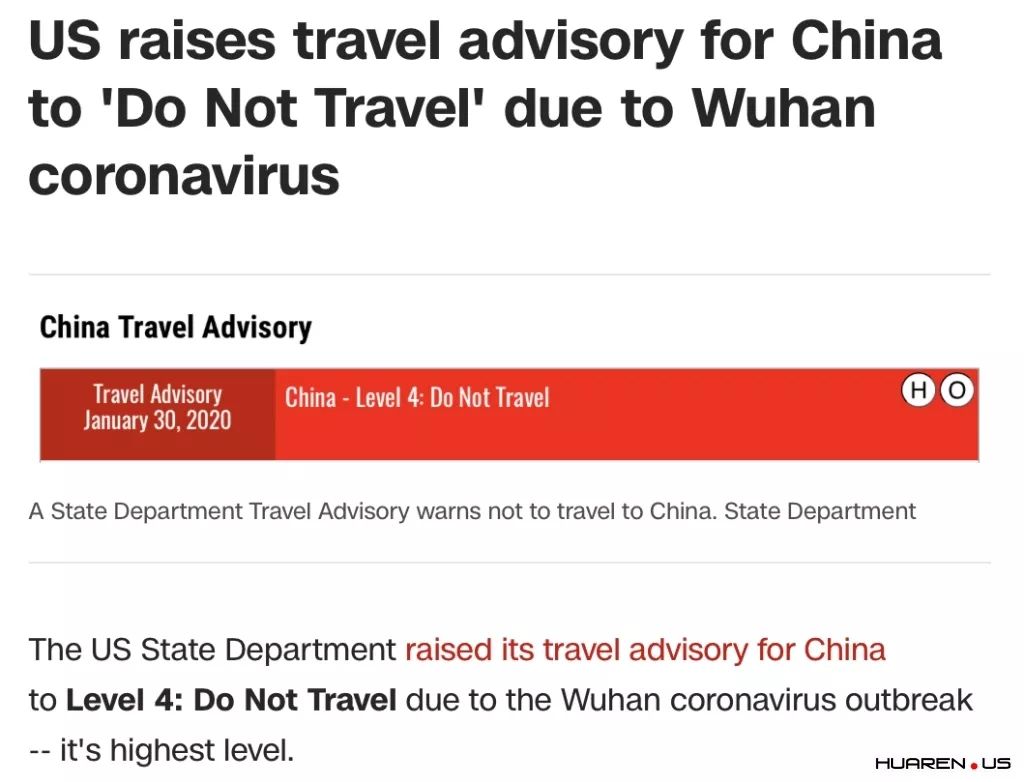 US raises travel advisory for China
to 'Do Not Travel' due to Wuhan
coronavirus
China Travel Advisory
Travel Advisory
January 30, 2020
China - Level 4: Do Not Travel
H O
A State Department Travel Advisory warns not to travel to China. State Department
The US State Department raised its travel advisory for China
to Level 4: Do Not Travel due to the Wuhan coronavirus outbreak
-- it's highest level.
HUAREN.US